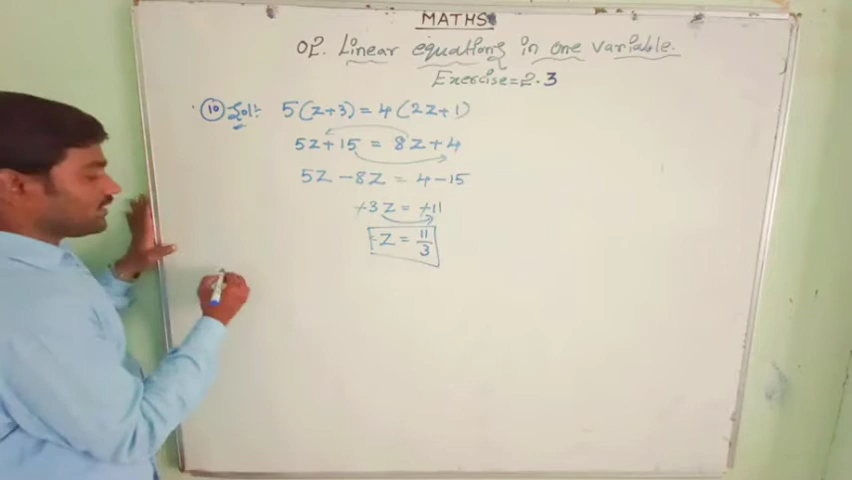 MATHS
02. Linear equations in one variable.
Exercise=2.3
10 Sol: 5(z+3) = 4(2z+1)
5z+15 = 8z+4
5z-8z = 4-15
-3z = -11
z = 11/3